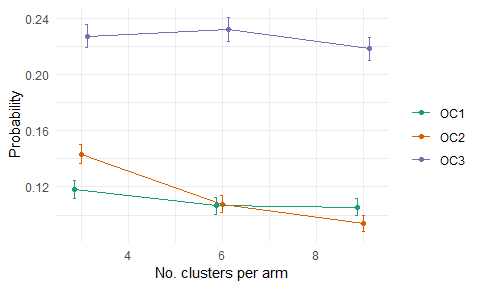 0.24
0.20
0.16
0.12
Probability
4 6 8
No. clusters per arm
OC1
OC2
OC3